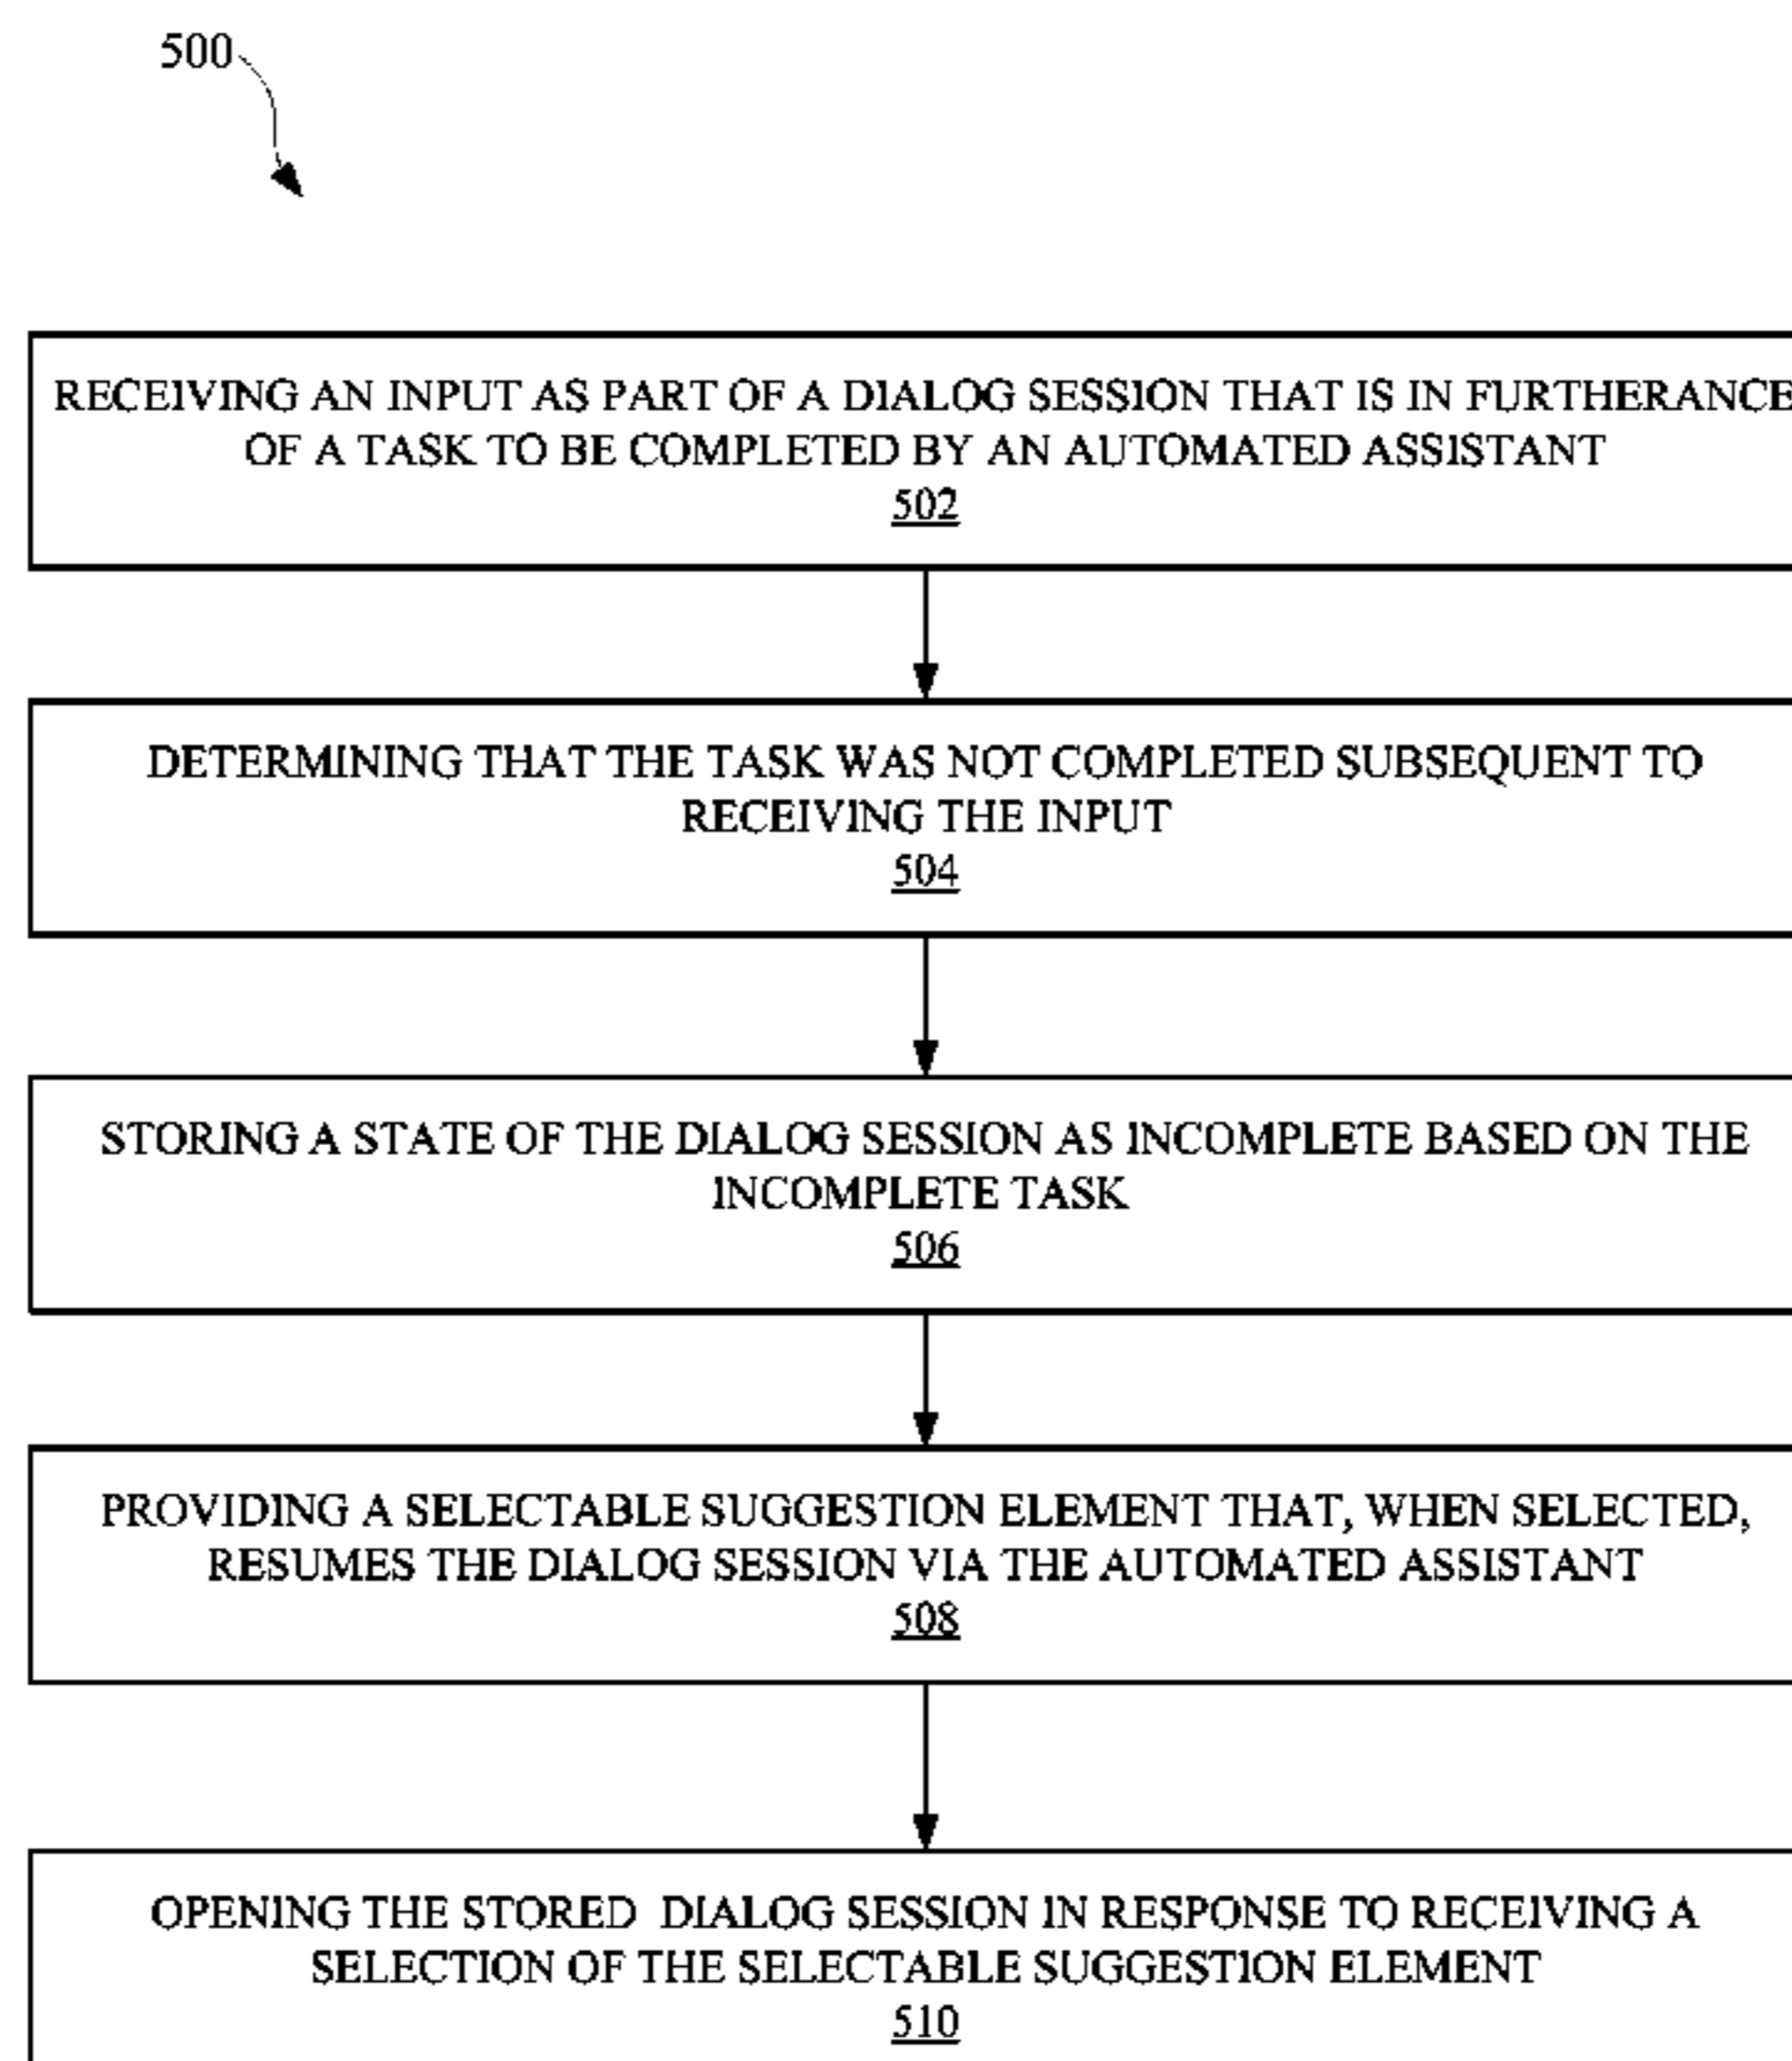 500
RECEIVING AN INPUT AS PART OF A DIALOG SESSION THAT IS IN FURTHERANCE
OF A TASK TO BE COMPLETED BY AN AUTOMATED ASSISTANT
502
DETERMINING THAT THE TASK WAS NOT COMPLETED SUBSEQUENT TO
RECEIVING THE INPUT
504
STORING A STATE OF THE DIALOG SESSION AS INCOMPLETE BASED ON THE
INCOMPLETE TASK
506
PROVIDING A SELECTABLE SUGGESTION ELEMENT THAT, WHEN SELECTED,
RESUMES THE DIALOG SESSION VIA THE AUTOMATED ASSISTANT
508
OPENING THE STORED DIALOG SESSION IN RESPONSE TO RECEIVING A
SELECTION OF THE SELECTABLE SUGGESTION ELEMENT
510